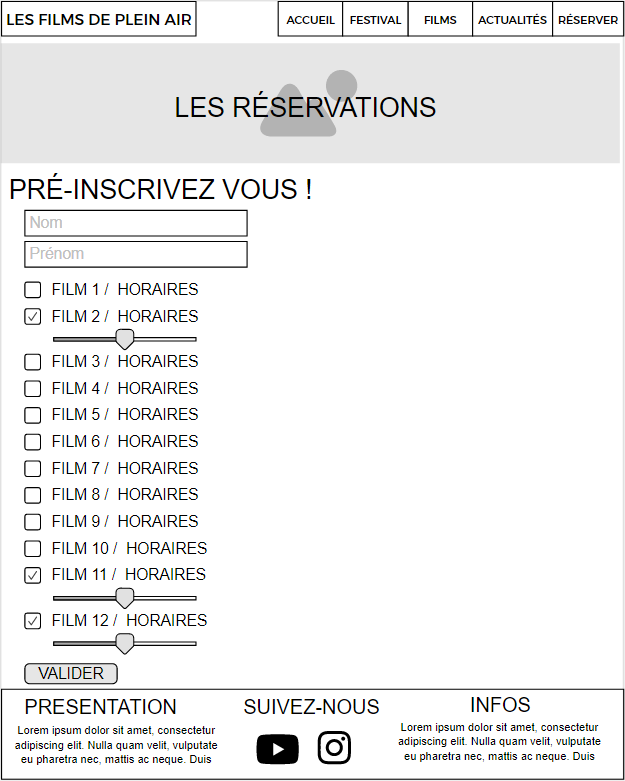 LES FILMS DE PLEIN AIR
ACCUEIL FESTIVAL FILMS ACTUALITÉS RÉSERVER
LES RÉSERVATIONS
PRÉ-INSCRIVEZ VOUS !
Nom
Prénom
FILM 1 / HORAIRES
FILM 2 / HORAIRES
FILM 3 / HORAIRES
FILM 4 / HORAIRES
FILM 5 / HORAIRES
FILM 6 / HORAIRES
FILM 7 / HORAIRES
FILM 8 / HORAIRES
FILM 9 / HORAIRES
FILM 10 / HORAIRES
FILM 11 / HORAIRES
FILM 12 / HORAIRES
VALIDER
PRESENTATION
Lorem ipsum dolor sit amet, consectetur
adipiscing elit. Nulla quam velit, vulputate
eu pharetra nec, mattis ac neque. Duis
SUIVEZ-NOUS
INFOS
Lorem ipsum dolor sit amet, consectetur
adipiscing elit. Nulla quam velit, vulputate
eu pharetra nec, mattis ac neque. Duis